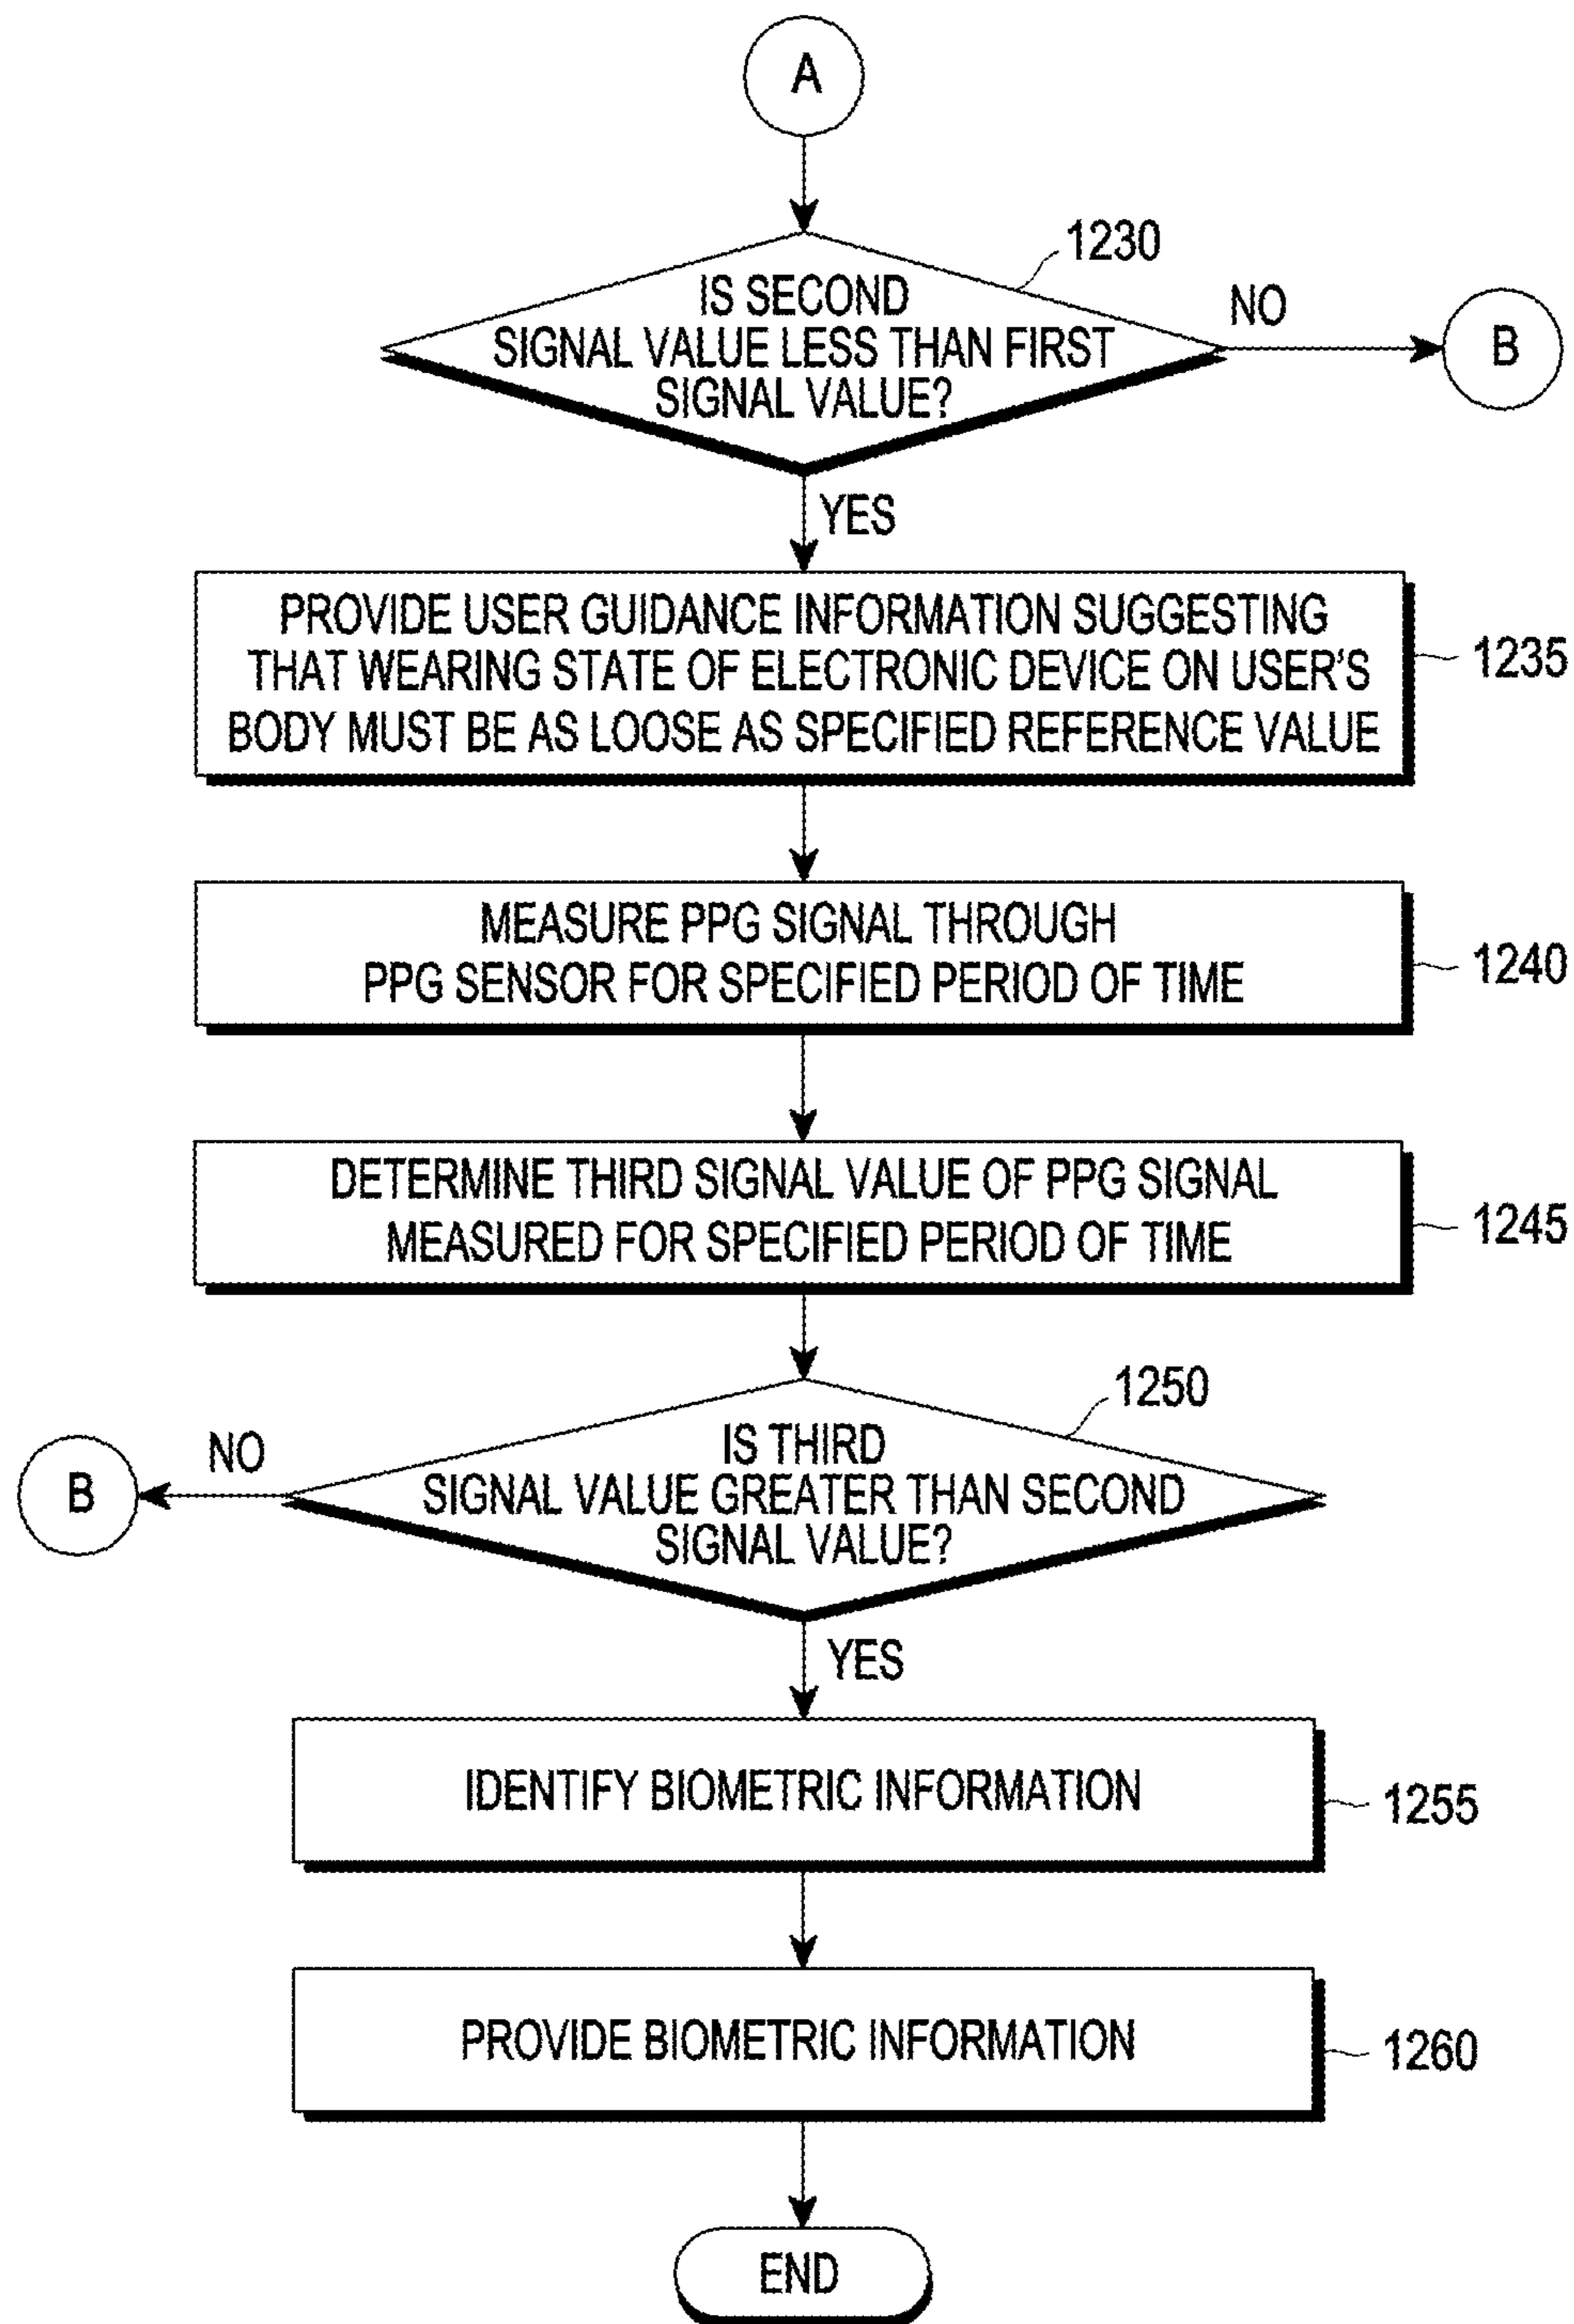 A
1230
IS SECOND
SIGNAL VALUE LESS THAN FIRST
SIGNAL VALUE?
NO
B
YES
PROVIDE USER GUIDANCE INFORMATION SUGGESTING
THAT WEARING STATE OF ELECTRONIC DEVICE ON USER'S
BODY MUST BE AS LOOSE AS SPECIFIED REFERENCE VALUE
1235
MEASURE PPG SIGNAL THROUGH
PPG SENSOR FOR SPECIFIED PERIOD OF TIME
1240
DETERMINE THIRD SIGNAL VALUE OF PPG SIGNAL
MEASURED FOR SPECIFIED PERIOD OF TIME
1245
1250
IS THIRD
SIGNAL VALUE GREATER THAN SECOND
SIGNAL VALUE?
NO
B
YES
IDENTIFY BIOMETRIC INFORMATION
1255
PROVIDE BIOMETRIC INFORMATION
1260
END